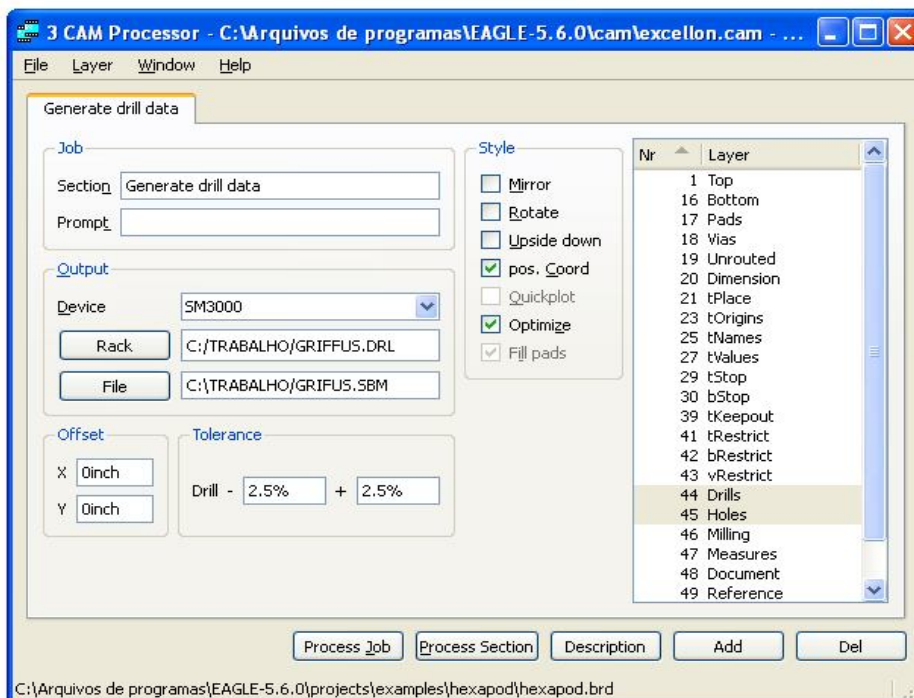 3 CAM Processor - C:\Arquivos de programas\EAGLE-5.6.0\cam\excellon.cam - ...
File Layer Window Help
Generate drill data
Job
Section Generate drill data
Prompt
Output
Device SM3000
Rack C:/TRABALHO/GRIFFUS.DRL
File C:\TRABALHO\GRIFUS.SBM
Offset
X 0inch
Y 0inch
Tolerance
Drill - 2.5% + 2.5%
Style
Mirror
Rotate
Upside down
pos. Coord
Quickplot
Optimize
Fill pads
Nr Layer
1 Top
16 Bottom
17 Pads
18 Vias
19 Unrouted
20 Dimension
21 tPlace
23 tOrigins
25 tNames
27 tValues
29 tStop
30 bStop
39 tKeepout
41 tRestrict
42 bRestrict
43 vRestrict
44 Drills
45 Holes
46 Milling
47 Measures
48 Document
49 Reference
Process Job Process Section Description Add Del
C:\Arquivos de programas\EAGLE-5.6.0\projects\examples\hexapod\hexapod.brd